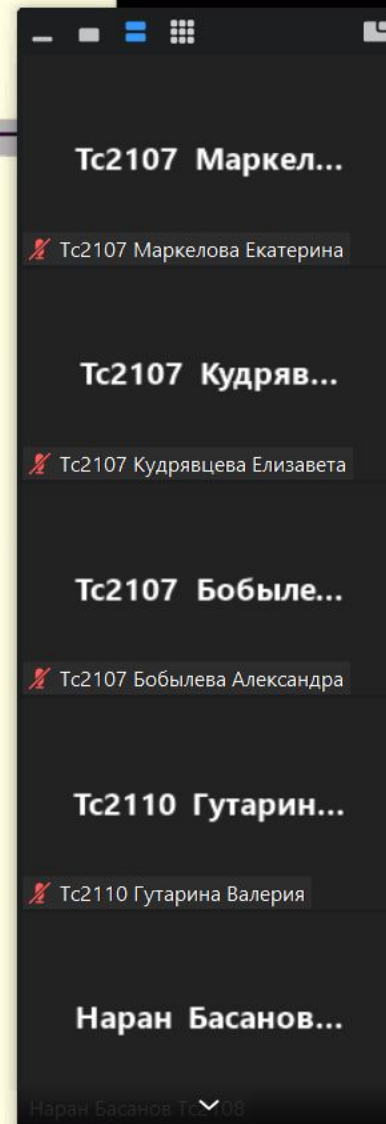 Тс2107 Маркел...
Тс2107 Маркелова Екатерина
Тс2107 Кудряв...
Тс2107 Кудрявцева Елизавета
Тс2107 Бобыле...
Тс2107 Бобылева Александра
Тс2110 Гутарин...
Тс2110 Гутарина Валерия
Наран Басанов...
Наран Басанов Тс2108